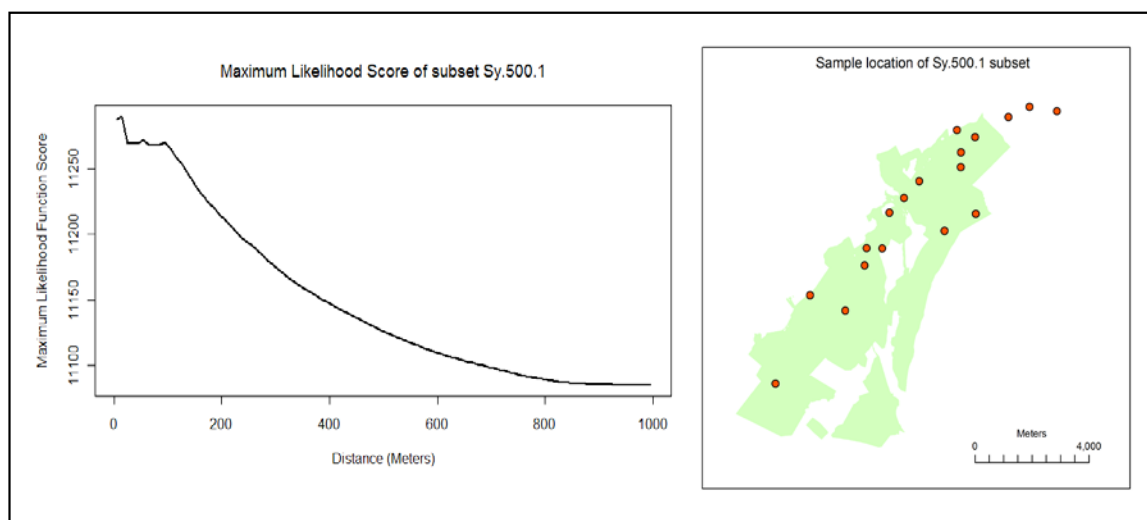 Maximum Likelihood Score of subset Sy.500.1
Maximum Likelihood Function Score
11250
11200
11150
11100
0 200 400 600 800 1000
Distance (Meters)
Sample location of Sy.500.1 subset
Meters
0 4,000